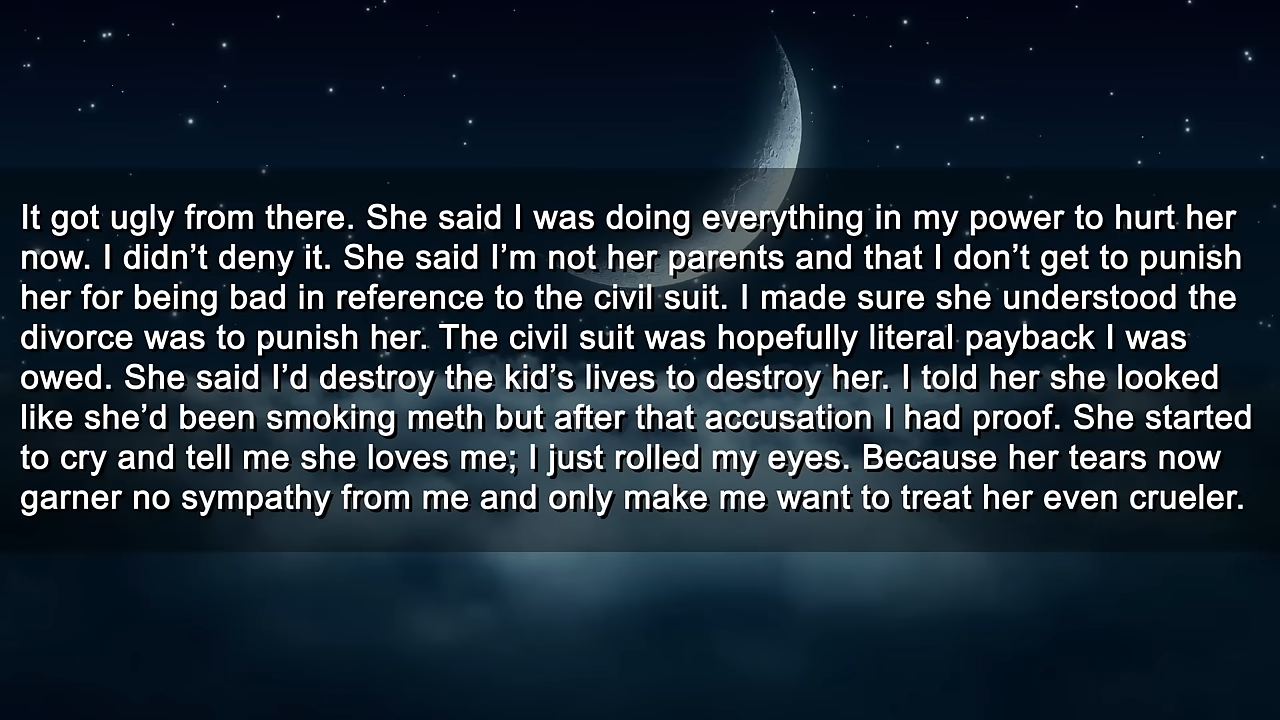 It got ugly from there. She said I was doing everything in my power to hurt her
now. I didn’t deny it. She said I’m not her parents and that I don’t get to punish
her for being bad in reference to the civil suit. I made sure she understood the
divorce was to punish her. The civil suit was hopefully literal payback I was
owed. She said I’d destroy the kid’s lives to destroy her. I told her she looked
like she’d been smoking meth but after that accusation I had proof. She started
to cry and tell me she loves me; I just rolled my eyes. Because her tears now
garner no sympathy from me and only make me want to treat her even crueler.